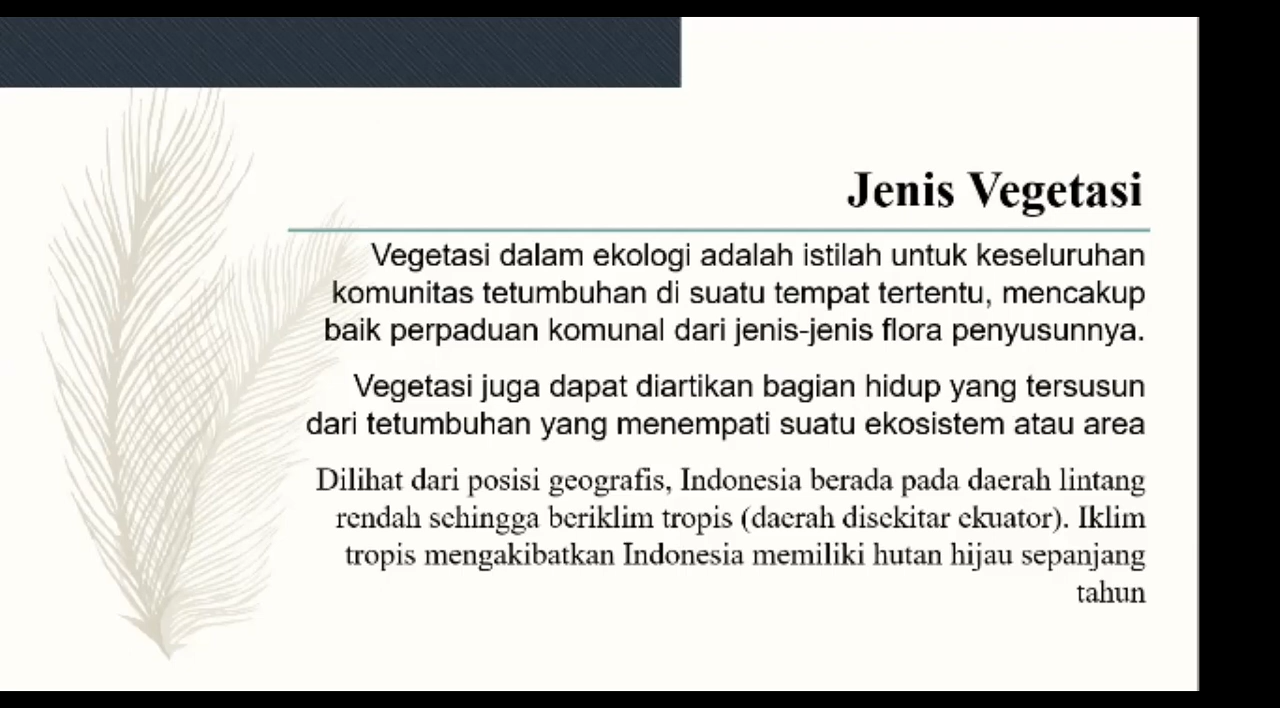 Jenis Vegetasi
Vegetasi dalam ekologi adalah istilah untuk keseluruhan
komunitas tetumbuhan di suatu tempat tertentu, mencakup
baik perpaduan komunal dari jenis-jenis flora penyusunnya.
Vegetasi juga dapat diartikan bagian hidup yang tersusun
dari tetumbuhan yang menempati suatu ekosistem atau area
Dilihat dari posisi geografis, Indonesia berada pada daerah lintang
rendah sehingga beriklim tropis (daerah disekitar ekuator). Iklim
tropis mengakibatkan Indonesia memiliki hutan hijau sepanjang
tahun